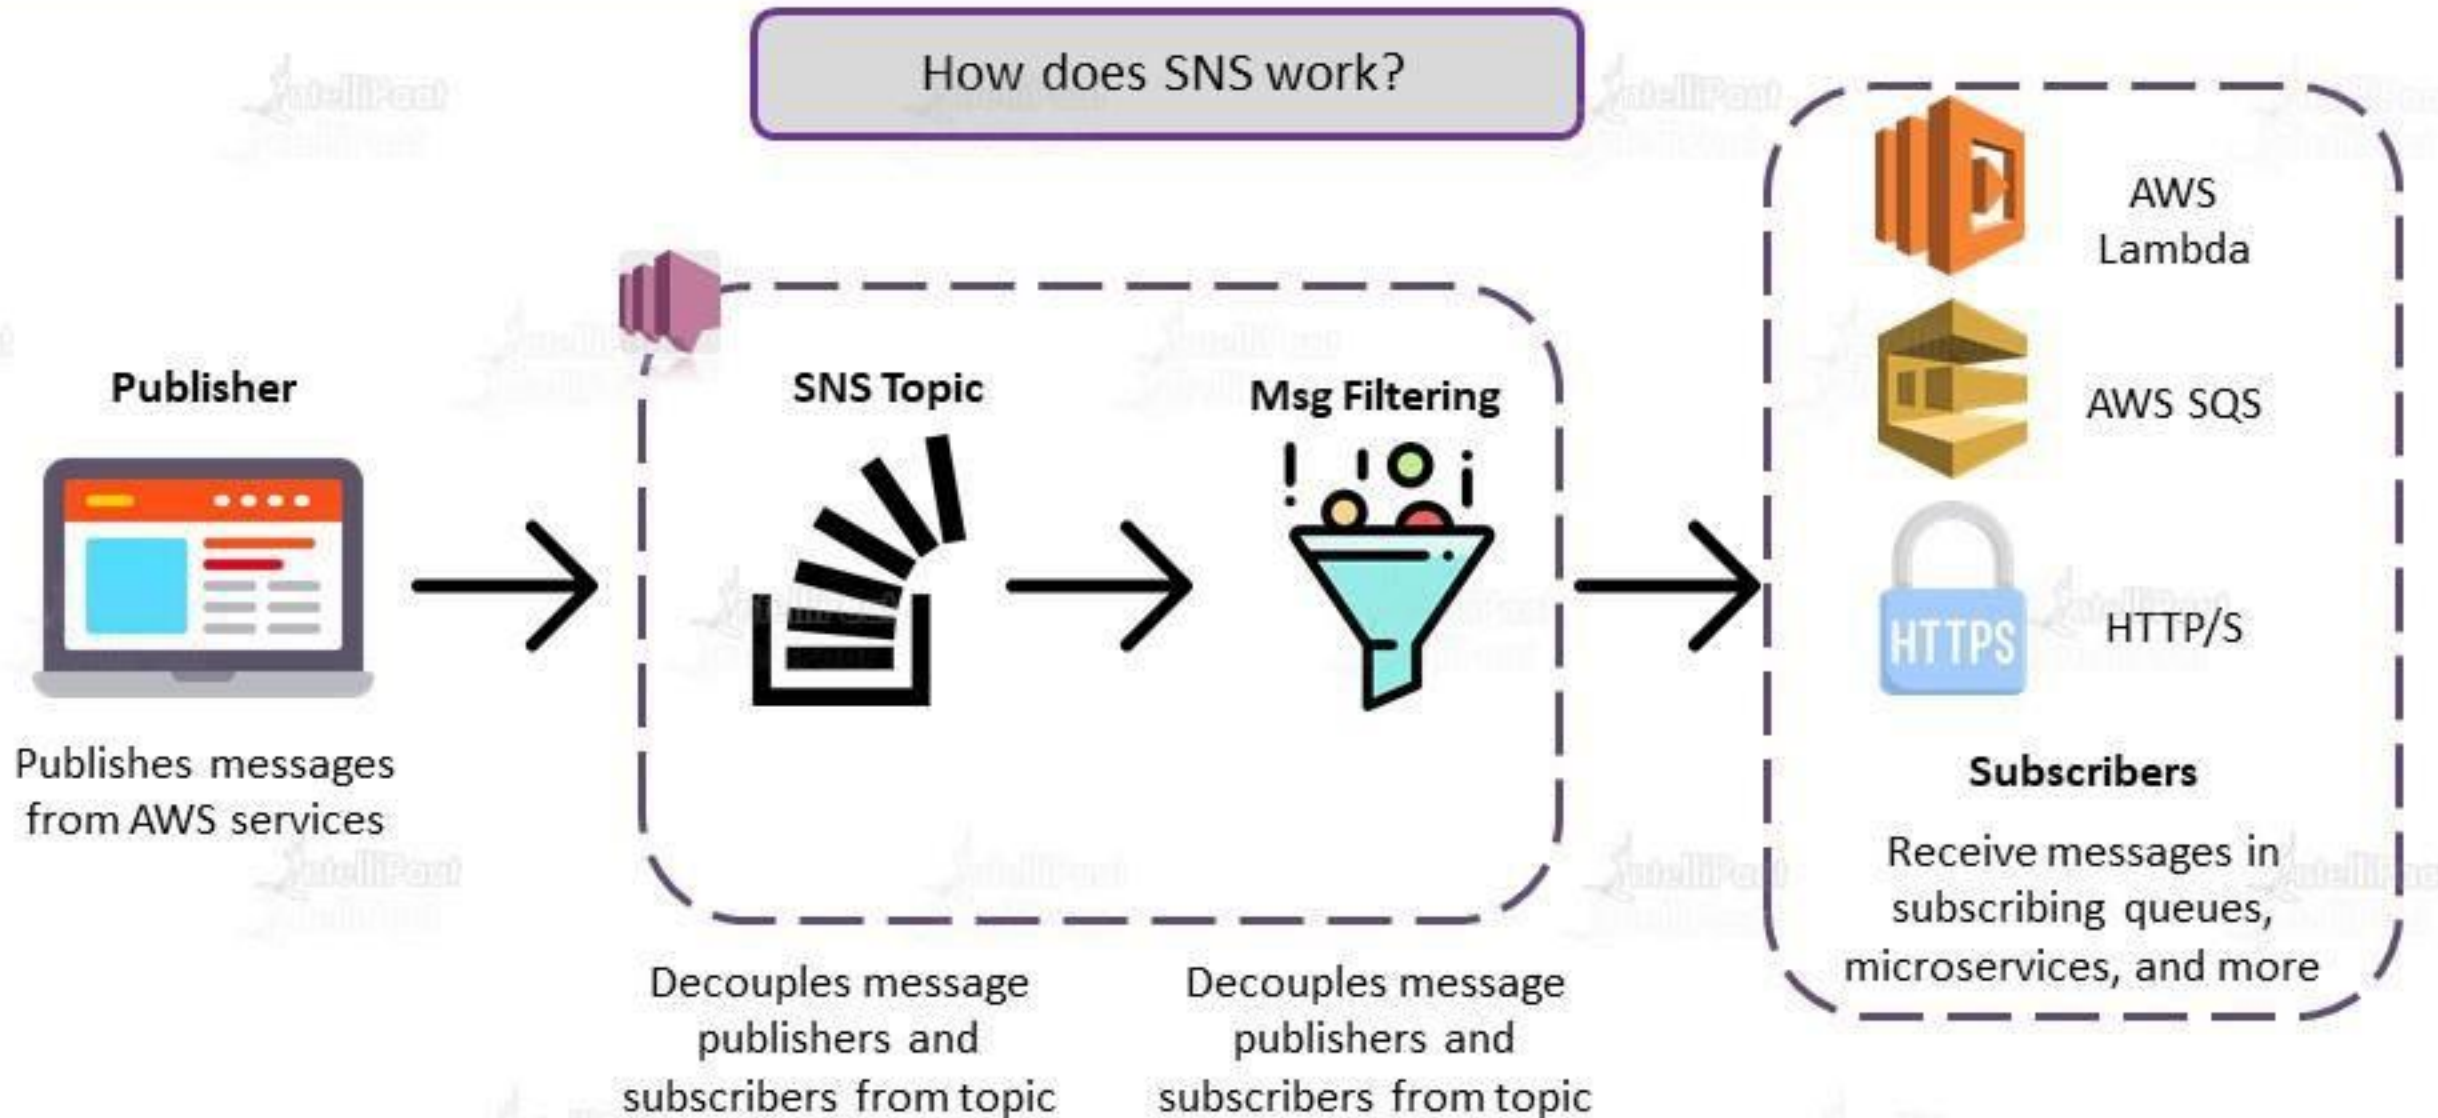 How does SNS work?
AWS
Lambda
AWS SQS
HTTPS
HTTP/S
Subscribers
Receive messages in
subscribing queues,
microservices, and more
Publisher
Publishes messages
from AWS services
SNS Topic
Msg Filtering
Decouples message
publishers and
subscribers from topic
Decouples message
publishers and
subscribers from topic
IntelliPaat